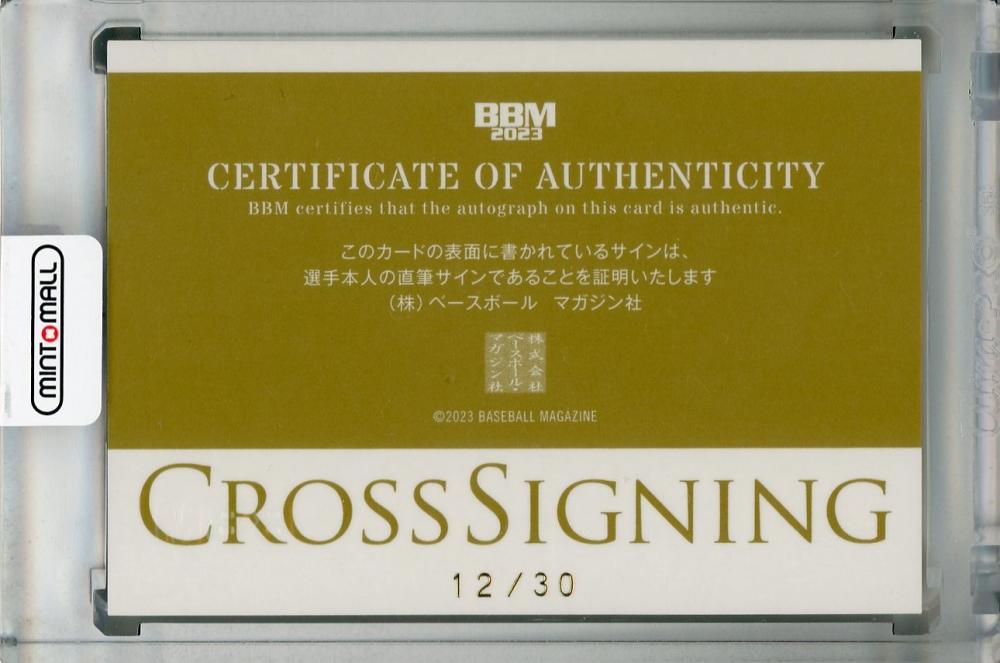 BBM
2023
CERTIFICATE OF AUTHENTICITY
BBM certifies that the autograph on this card is authentic.
このカードの表面に書かれているサインは、
選手本人の直筆サインであることを証明いたします
（株）ベースボール　マガジン社
株式会社
ベースボール・
マガジン社
©2023 BASEBALL MAGAZINE
CROSSSIGNING
12/30
MINT MALL